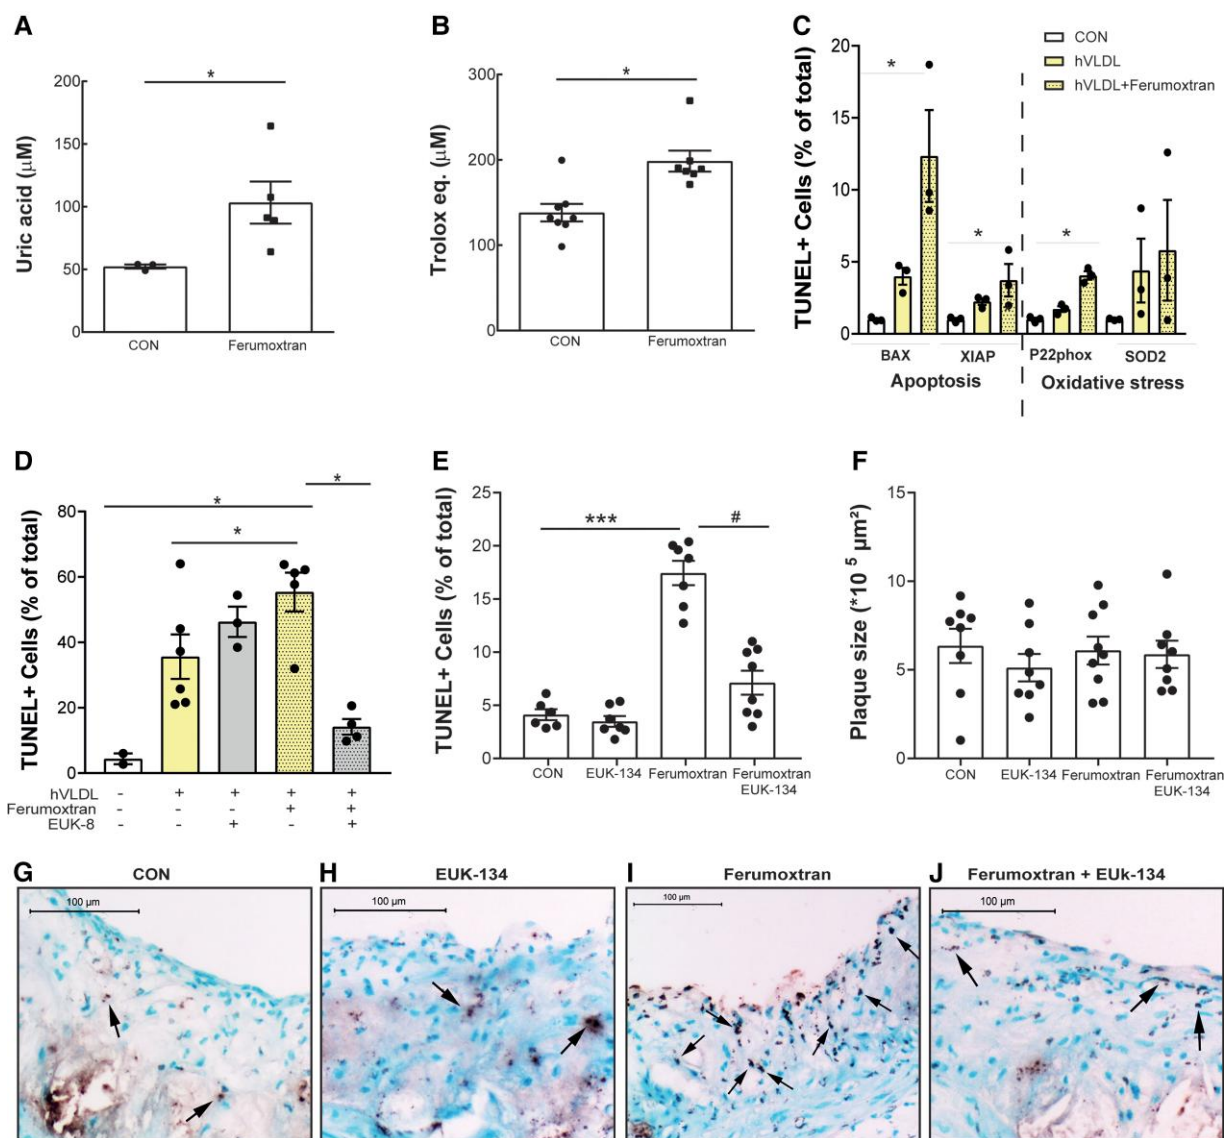 A
200
150
100
50
0
Uric acid (µM)
*
CON
Ferumoxtran
B
300
200
100
0
Trolox eq. (µM)
*
CON
Ferumoxtran
C
CON
hVLDL
hVLDL+Ferumoxtran
20
15
10
5
0
TUNEL+ Cells (% of total)
*
*
*
BAX
XIAP
P22phox
SOD2
Apoptosis
Oxidative stress
D
80
60
40
20
0
TUNEL+ Cells (% of total)
*
*
*
hVLDL - + + + +
Ferumoxtran - - - + +
EUK-8 - - + - +
E
25
20
15
10
5
0
TUNEL+ Cells (% of total)
***
#
CON
EUK-134
Ferumoxtran
Ferumoxtran
EUK-134
F
15
10
5
0
Plaque size (*10 5 µm²)
CON
EUK-134
Ferumoxtran
Ferumoxtran
EUK-134
G
CON
100 µm
H
EUK-134
100 µm
I
Ferumoxtran
100 µm
J
Ferumoxtran + EUk-134
100 µm